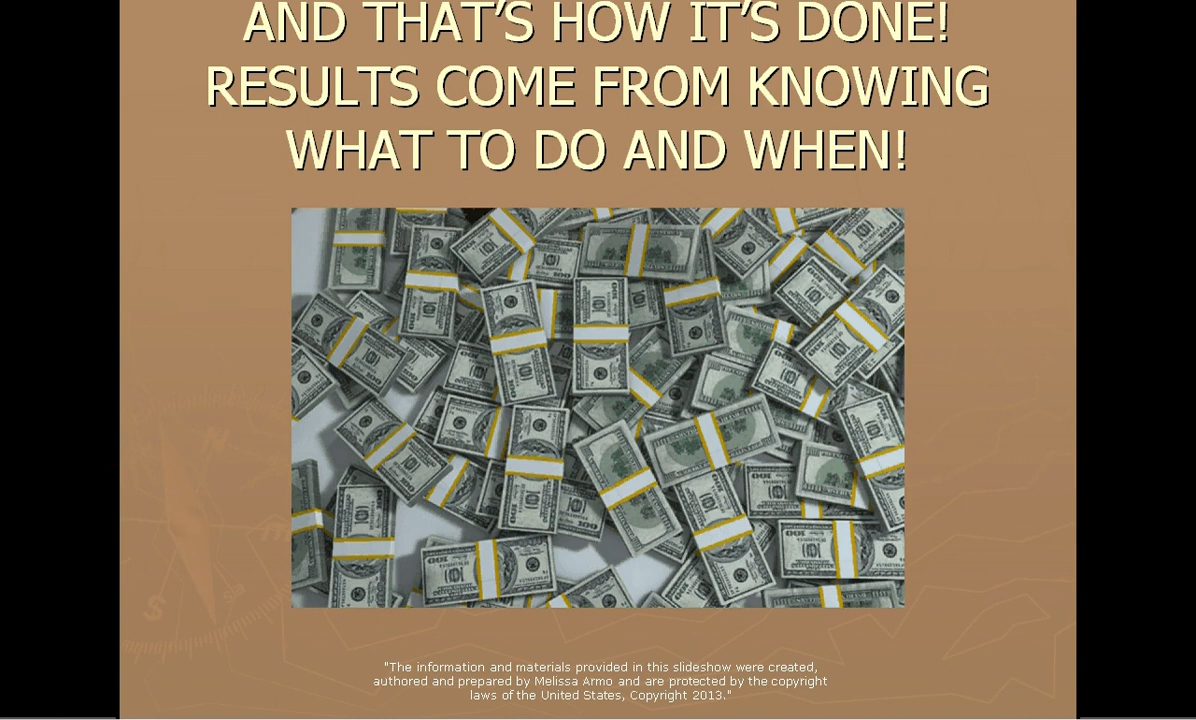 AND THAT'S HOW IT'S DONE!
RESULTS COME FROM KNOWING
WHAT TO DO AND WHEN!
"The information and materials provided in this slideshow were created,
authored and prepared by Melissa Armo and are protected by the copyright
laws of the United States, Copyright 2013."